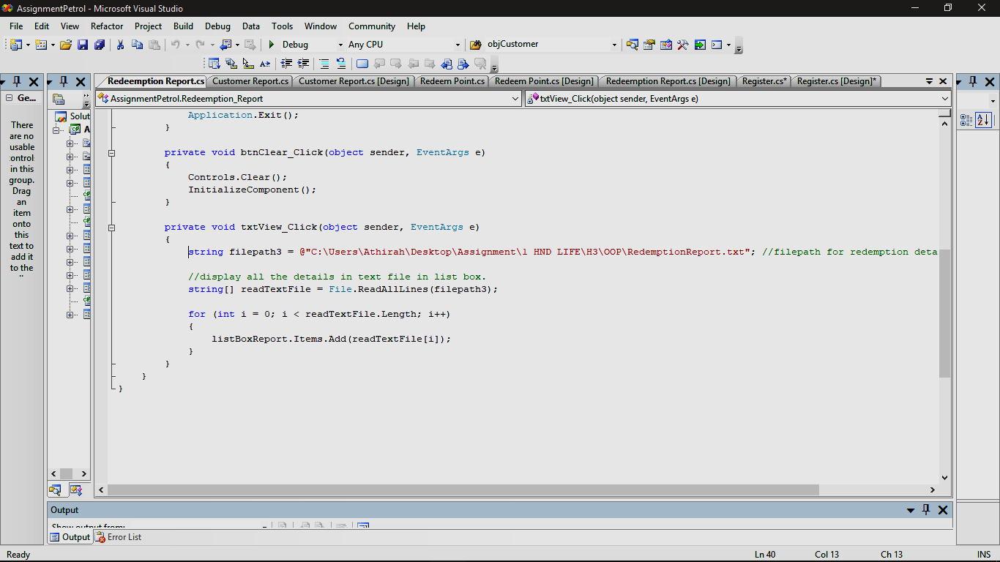 AssignmentPetrol - Microsoft Visual Studio
File Edit View Refactor Project Build Debug Data Tools Window Community Help
Debug Any CPU objCustomer
Redeemption Report.cs Customer Report.cs Customer Report.cs [Design] Redeem Point.cs Redeem Point.cs [Design] Redeemption Report.cs [Design] Register.cs* Register.cs [Design]*
Ge...
There
are no
usable
control
in this
group.
Drag
an
item
onto
this
text to
add it
to the
Solut
A
AssignmentPetrol.Redeemption_Report txtView_Click(object sender, EventArgs e)
Application.Exit();
}
private void btnClear_Click(object sender, EventArgs e)
{
Controls.Clear();
InitializeComponent();
}
private void txtView_Click(object sender, EventArgs e)
{
string filepath3 = @"C:\Users\Athirah\Desktop\Assignment\1 HND LIFE\H3\OOP\RedemptionReport.txt"; //filepath for redemption deta
//display all the details in text file in list box.
string[] readTextFile = File.ReadAllLines(filepath3);
for (int i = 0; i < readTextFile.Length; i++)
{
listBoxReport.Items.Add(readTextFile[i]);
}
}
}
}
Output
Show output from:
Output Error List
Ready Ln 40 Col 13 Ch 13 INS